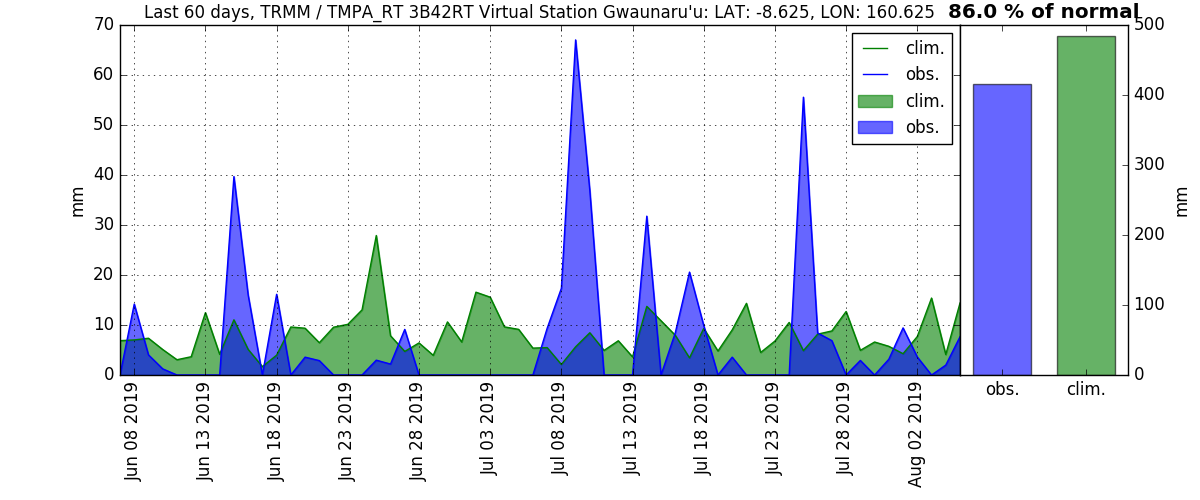 Last 60 days, TRMM / TMPA_RT 3B42RT Virtual Station Gwaunaru'u: LAT: -8.625, LON: 160.625 86.0 % of normal
70
60
50
40
30
20
10
0
mm
clim.
obs.
clim.
obs.
Jun 08 2019
Jun 13 2019
Jun 18 2019
Jun 23 2019
Jun 28 2019
Jul 03 2019
Jul 08 2019
Jul 13 2019
Jul 18 2019
Jul 23 2019
Jul 28 2019
Aug 02 2019
500
400
300
200
100
0
mm
obs.
clim.